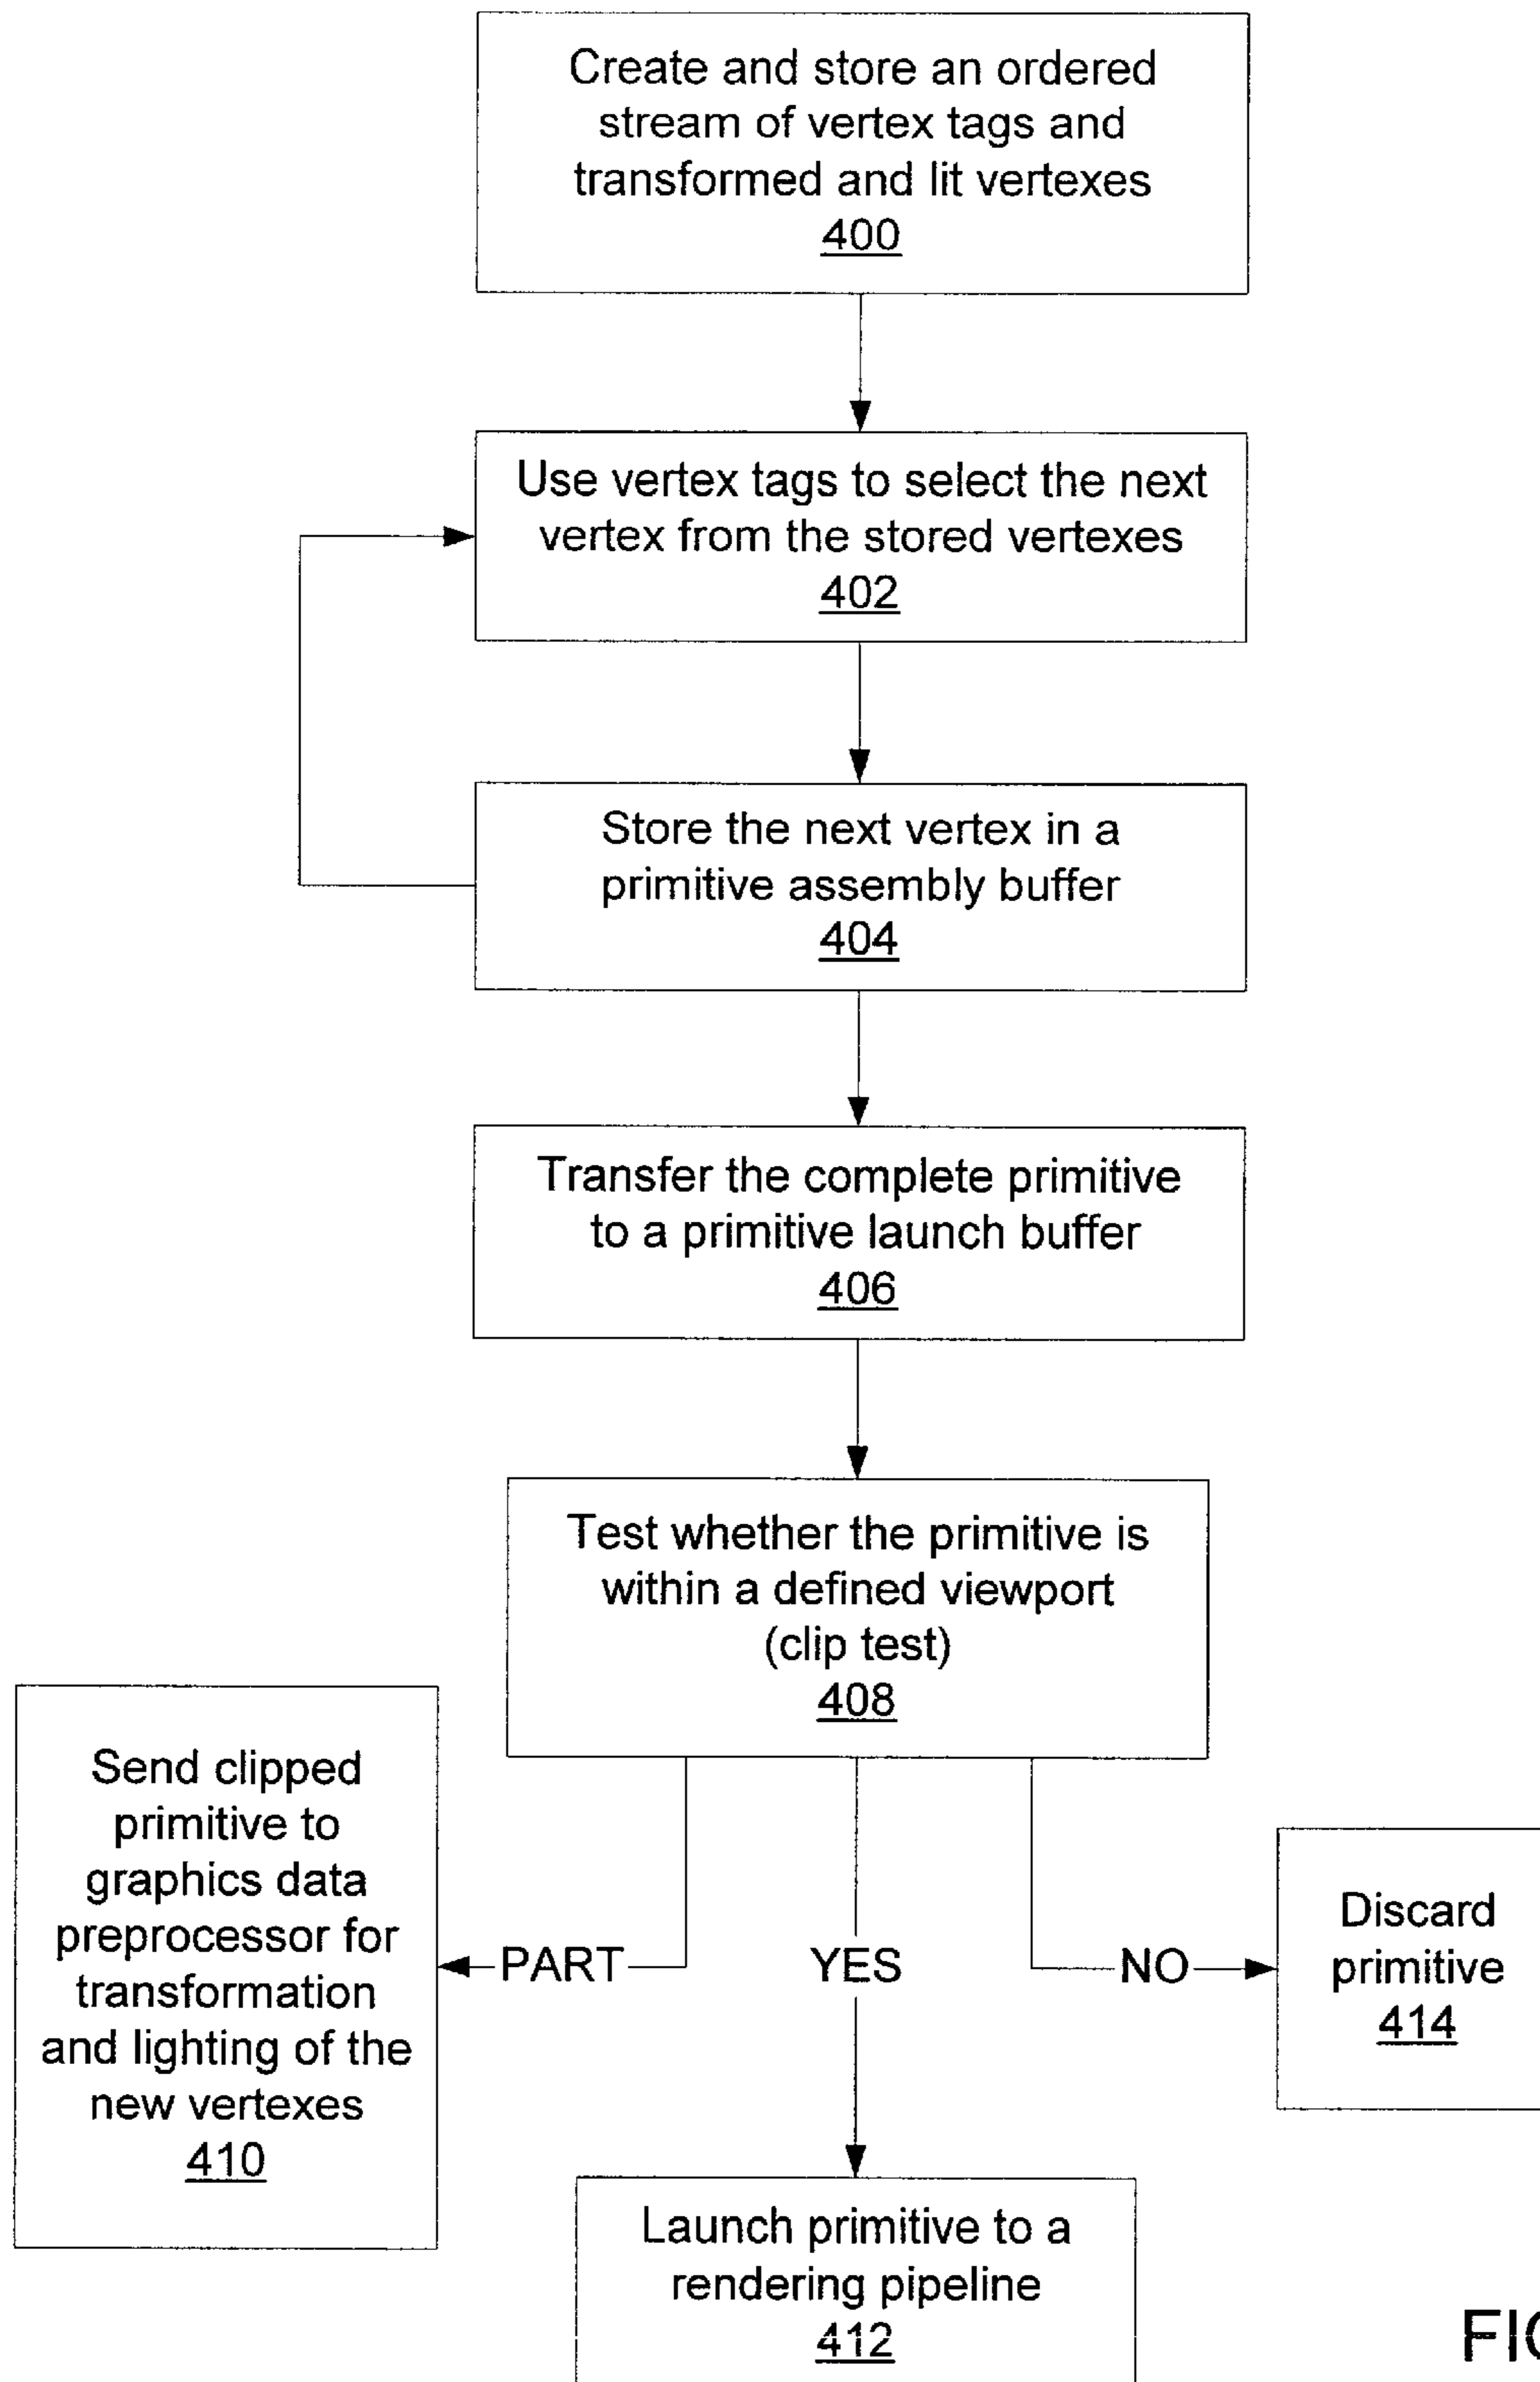 Create and store an ordered
stream of vertex tags and
transformed and lit vertexes
400
Use vertex tags to select the next
vertex from the stored vertexes
402
Store the next vertex in a
primitive assembly buffer
404
Transfer the complete primitive
to a primitive launch buffer
406
Test whether the primitive is
within a defined viewport
(clip test)
408
Send clipped
primitive to
graphics data
preprocessor for
transformation
and lighting of the
new vertexes
410
PART
YES
NO
Discard
primitive
414
Launch primitive to a
rendering pipeline
412